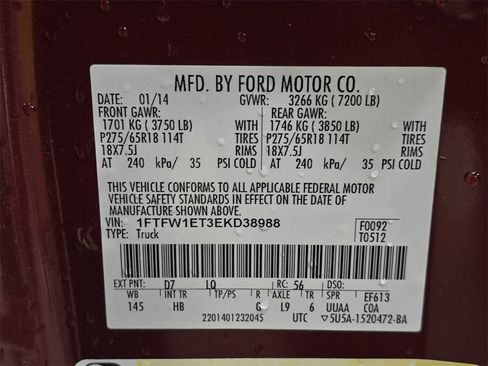 MFD. BY FORD MOTOR CO.
DATE: 01/14 GVWR: 3266 KG ( 7200 LB)
FRONT GAWR: REAR GAWR:
1701 KG ( 3750 LB) WITH 1746 KG ( 3850 LB) WITH
P275/65R18 114T TIRES P275/65R18 114T TIRES
18X7.5J RIMS 18X7.5J RIMS
AT 240 kPa/ 35 PSI COLD AT 240 kPa/ 35 PSI COLD
THIS VEHICLE CONFORMS TO ALL APPLICABLE FEDERAL MOTOR
VEHICLE SAFETY STANDARDS IN EFFECT ON THE DATE OF
MANUFACTURE SHOWN ABOVE.
VIN: 1FTFW1ET3EKD38988 F0092
TYPE: Truck T0512
EXT PNT: D7 LQ RC: 56 DSO:
WB INT TR TP/PS R AXLE TR SPR EF613
145 HB G L9 6 UUAA COA
2201401232045 UTC 5U5A-1520472-BA